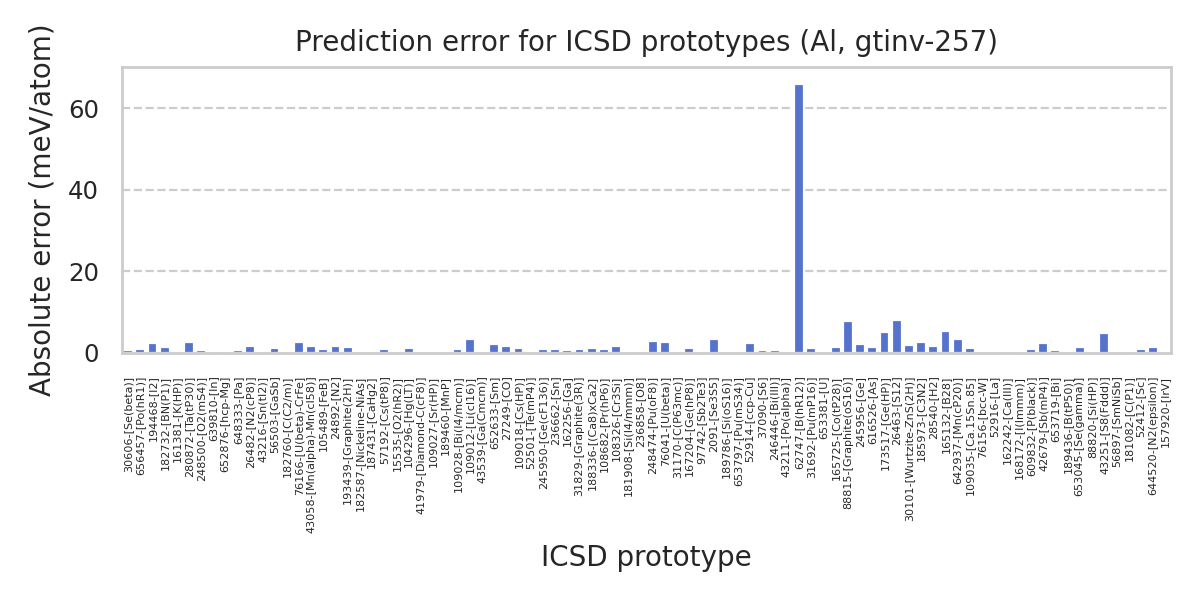 Prediction error for ICSD prototypes (Al, gtinv-257)
Absolute error (meV/atom)
60
40
20
0
306066-[Se(beta)]
656457-[Po(hR1)]
194468-[I2]
182732-[BN(P1)]
16381-[K(HP)]
280872-[Ta(tP30)]
248500-[O2(mS4)]
639810-[In]
652876-[hcp-Mg]
64833-[Pa]
26482-[N2(cP8)]
43216-[Sn(tI2)]
56503-[GaSb]
182760-[C(C2/m)]
76166-[U(beta)-CrFe]
43058-[Mn(alpha)-Mn(cI58)]
105489-[FeB]
24892-[N2]
193439-[Graphite(2H)]
182587-[Nickeline-NiAs]
187431-[CaHg2]
57192-[Cs(tP8)]
15535-[O2(hR2)]
104296-[Hg(LT)]
41979-[Diamond-C(cF8)]
109027-[Sr(HP)]
189460-[MnP]
109028-[Bi(I4/mcm)]
109012-[Li(cI16)]
43539-[Ga(Cmcm)]
652633-[Sm]
27249-[CO]
109018-[Cs(HP)]
52501-[Te(mP4)]
245950-[Ge(cF136)]
236662-[Sn]
162256-[Ga]
31829-[Graphite(3R)]
188336-[(Ca8)xCa2]
108682-[Pr(hP6)]
108326-[Cr3Si]
181908-[Si(I4/mmm)]
236858-[O8]
248474-[Pu(oF8)]
76041-[U(beta)]
31170-[C(P63mc)]
167204-[Ge(hP8)]
97742-[Sb2Te3]
2091-[Se3S5]
189786-[Si(oS16)]
653797-[Pu(mS34)]
52914-[ccp-Cu]
37090-[S6]
246446-[Bi(III)]
43211-[Po(alpha)]
62747-[B(hR12)]
31692-[Pu(mP16)]
653381-[U]
165725-[Co(tP28)]
88815-[Graphite(oS16)]
245956-[Ge]
616526-[As]
173517-[Ge(HP)]
26463-[S12]
30101-[Wurtzite-ZnS(2H)]
185973-[C3N2]
28540-[H2]
165132-[B28]
642937-[Mn(cP20)]
109035-[Ca.15Sn.85]
76156-[bcc-W]
52916-[La]
162242-[Ca(III)]
168172-[I(Immm)]
609832-[P(black)]
42679-[Sb(mP4)]
653719-[Bi]
189436-[B(tP50)]
653045-[Se(gamma)]
88820-[Si(HP)]
43251-[S8(Fddd)]
56897-[SmNiSb]
181082-[C(P1)]
52412-[Sc]
644520-[N2(epsilon)]
157920-[IrV]
ICSD prototype